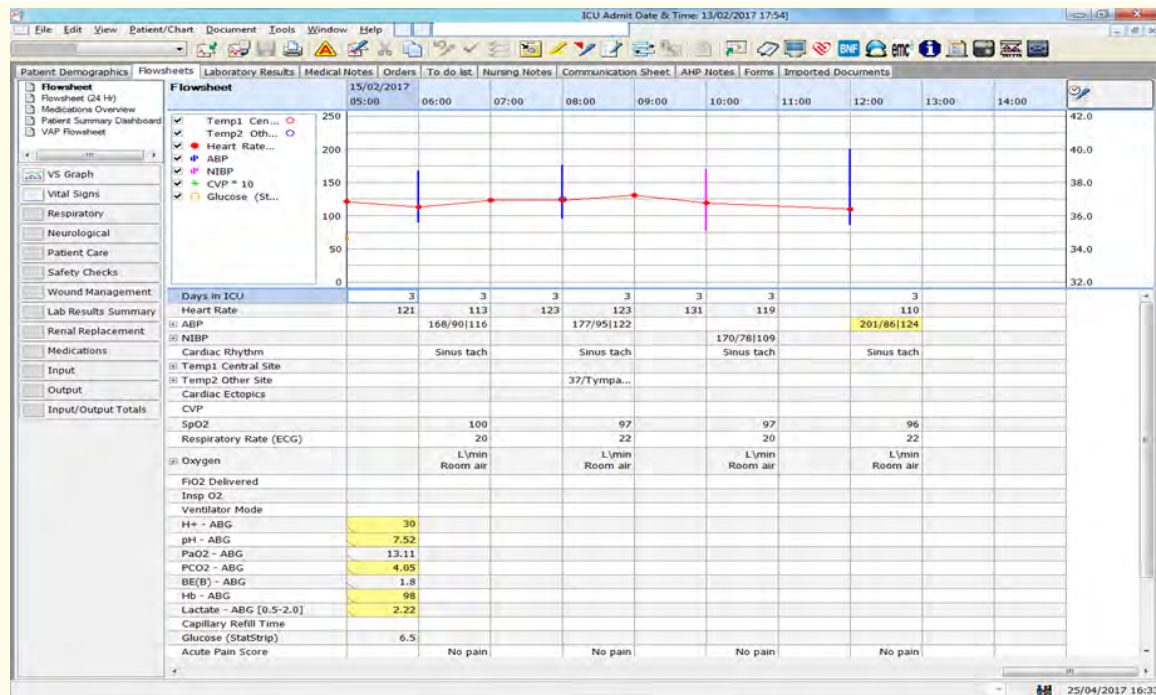 ICU Admit Date & Time: 13/02/2017 17:54]
File Edit View Patient/Chart Document Tools Window Help
BNF emc
Patient Demographics Flowsheets Laboratory Results Medical Notes Orders To do list Nursing Notes Communication Sheet AHP Notes Forms Imported Documents
Flowsheet
Flowsheet (24 Hr)
Medications Overview
Patient Summary Dashboard
VAP Flowsheet
VS Graph
Vital Signs
Respiratory
Neurological
Patient Care
Safety Checks
Wound Management
Lab Results Summary
Renal Replacement
Medications
Input
Output
Input/Output Totals
Flowsheet 15/02/2017
05:00 06:00 07:00 08:00 09:00 10:00 11:00 12:00 13:00 14:00
Temp1 Cen...
Temp2 Oth...
Heart Rate...
ABP
NIBP
CVP * 10
Glucose (St...
250
200
150
100
50
0
42.0
40.0
38.0
36.0
34.0
32.0
Days in ICU 3 3 3 3 3 3 3
Heart Rate 121 113 123 123 131 119 110
ABP 168/90|116 177/95|122 201/86|124
NIBP 170/78|109
Cardiac Rhythm Sinus tach Sinus tach Sinus tach Sinus tach
Temp1 Central Site
Temp2 Other Site 37/Tympa...
Cardiac Ectopics
CVP
SpO2 100 97 97 96
Respiratory Rate (ECG) 20 22 20 22
Oxygen L\min L\min L\min L\min
Room air Room air Room air Room air
FiO2 Delivered
Insp O2
Ventilator Mode
H+ - ABG 30
pH - ABG 7.52
PaO2 - ABG 13.11
PCO2 - ABG 4.05
BE(B) - ABG 1.8
Hb - ABG 98
Lactate - ABG [0.5-2.0] 2.22
Capillary Refill Time
Glucose (StatStrip) 6.5
Acute Pain Score No pain No pain No pain No pain